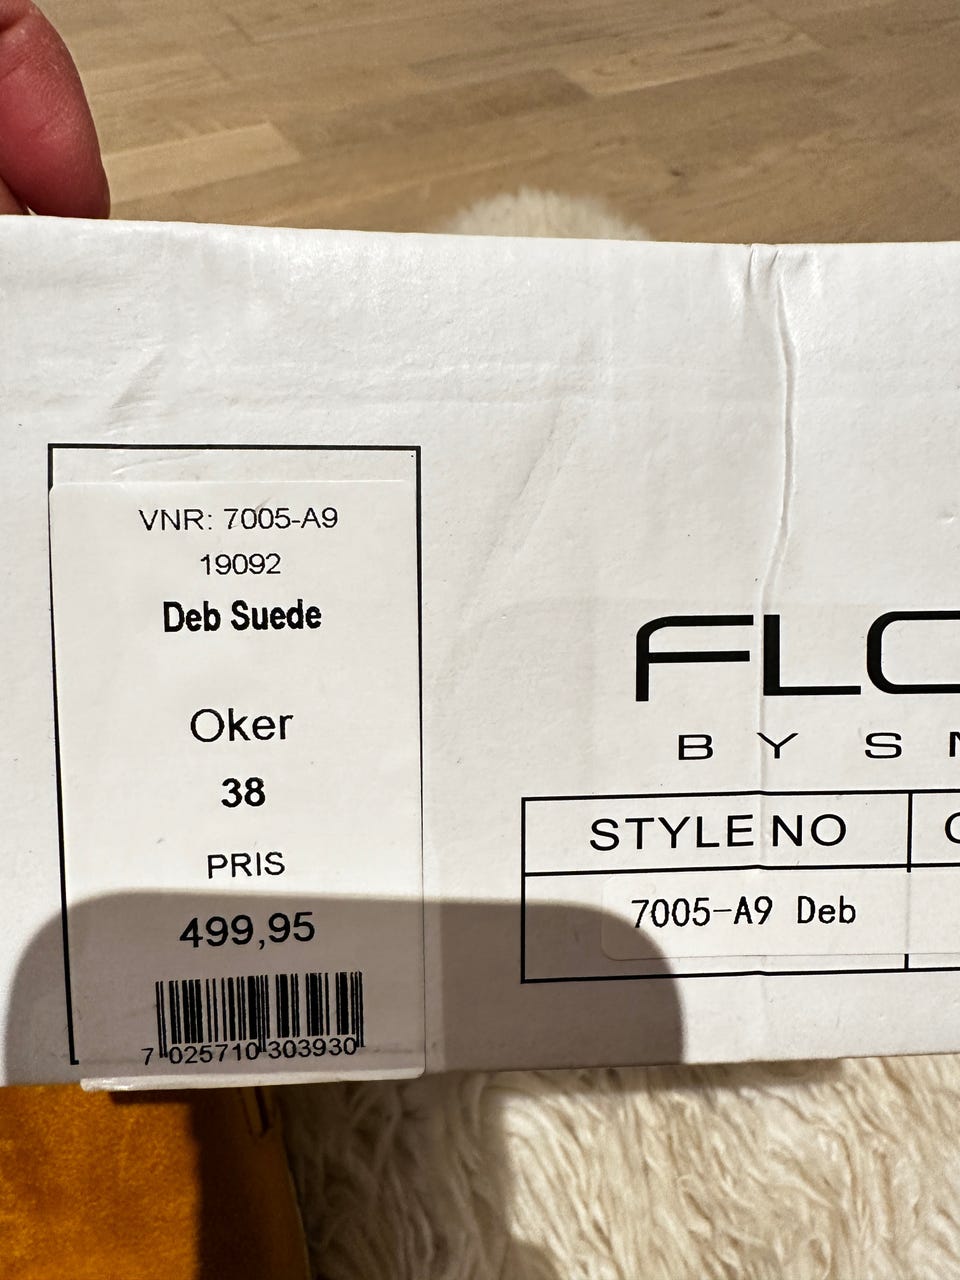 VNR: 7005-A9
19092
Deb Suede
Oker
38
PRIS
499,95
7 025710 303930
BY
STYLE NO
7005-A9 Deb